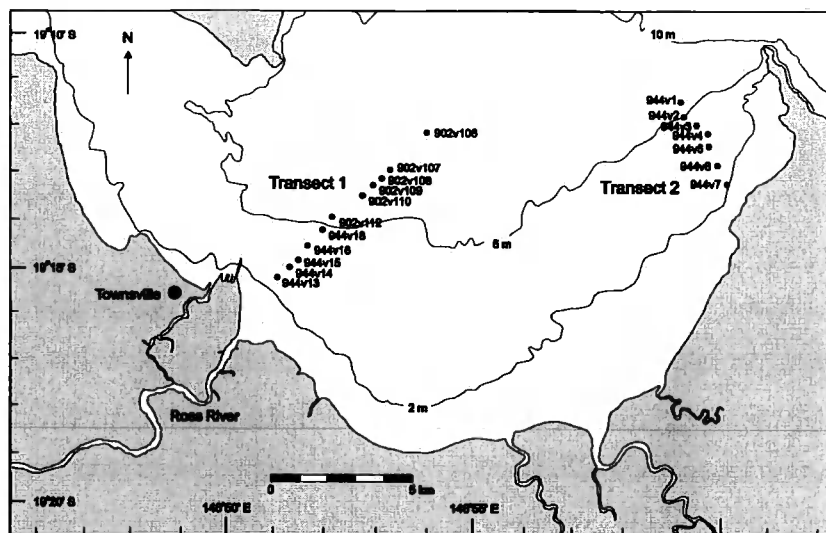 19°10' S
N
10 m
944v1
944v2
944v3
944v4
944v5
944v6
944v7
Transect 2
902v106
902v107
902v108
902v109
902v110
902v112
Transect 1
944v18
944v16
944v15
944v14
944v13
5 m
19°15' S
Townsville
2 m
Ross River
0
5 km
19°20' S
146°50' E
146°55' E